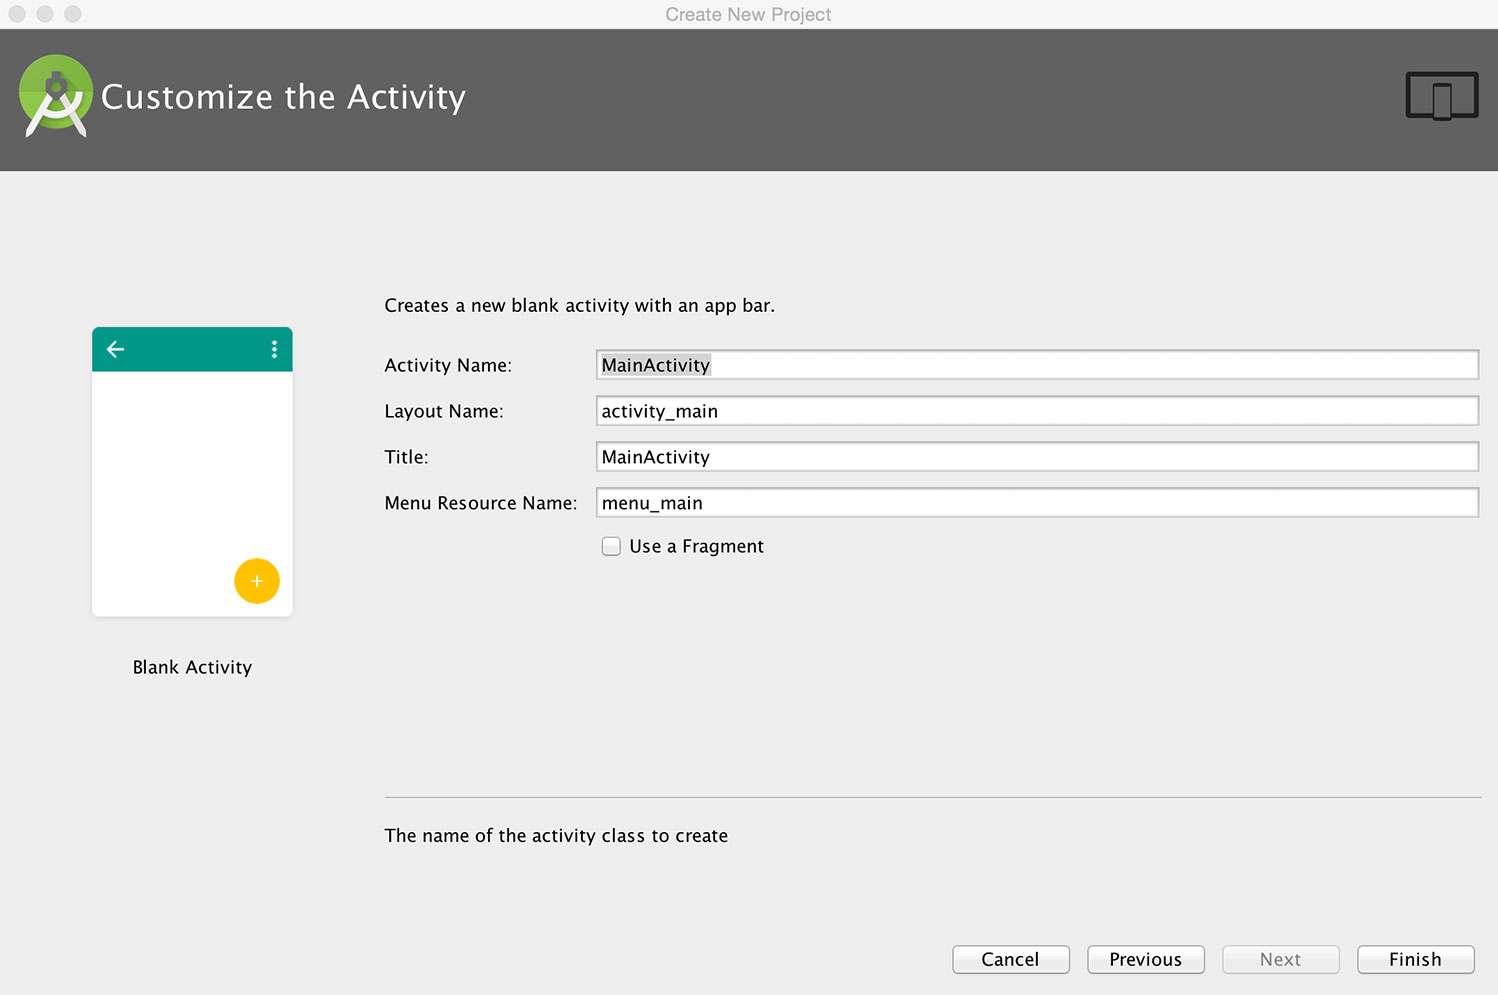 Create New Project
Customize the Activity
Creates a new blank activity with an app bar.
Activity Name: MainActivity
Layout Name: activity_main
Title: MainActivity
Menu Resource Name: menu_main
Use a Fragment
Blank Activity
The name of the activity class to create
Cancel Previous Next Finish